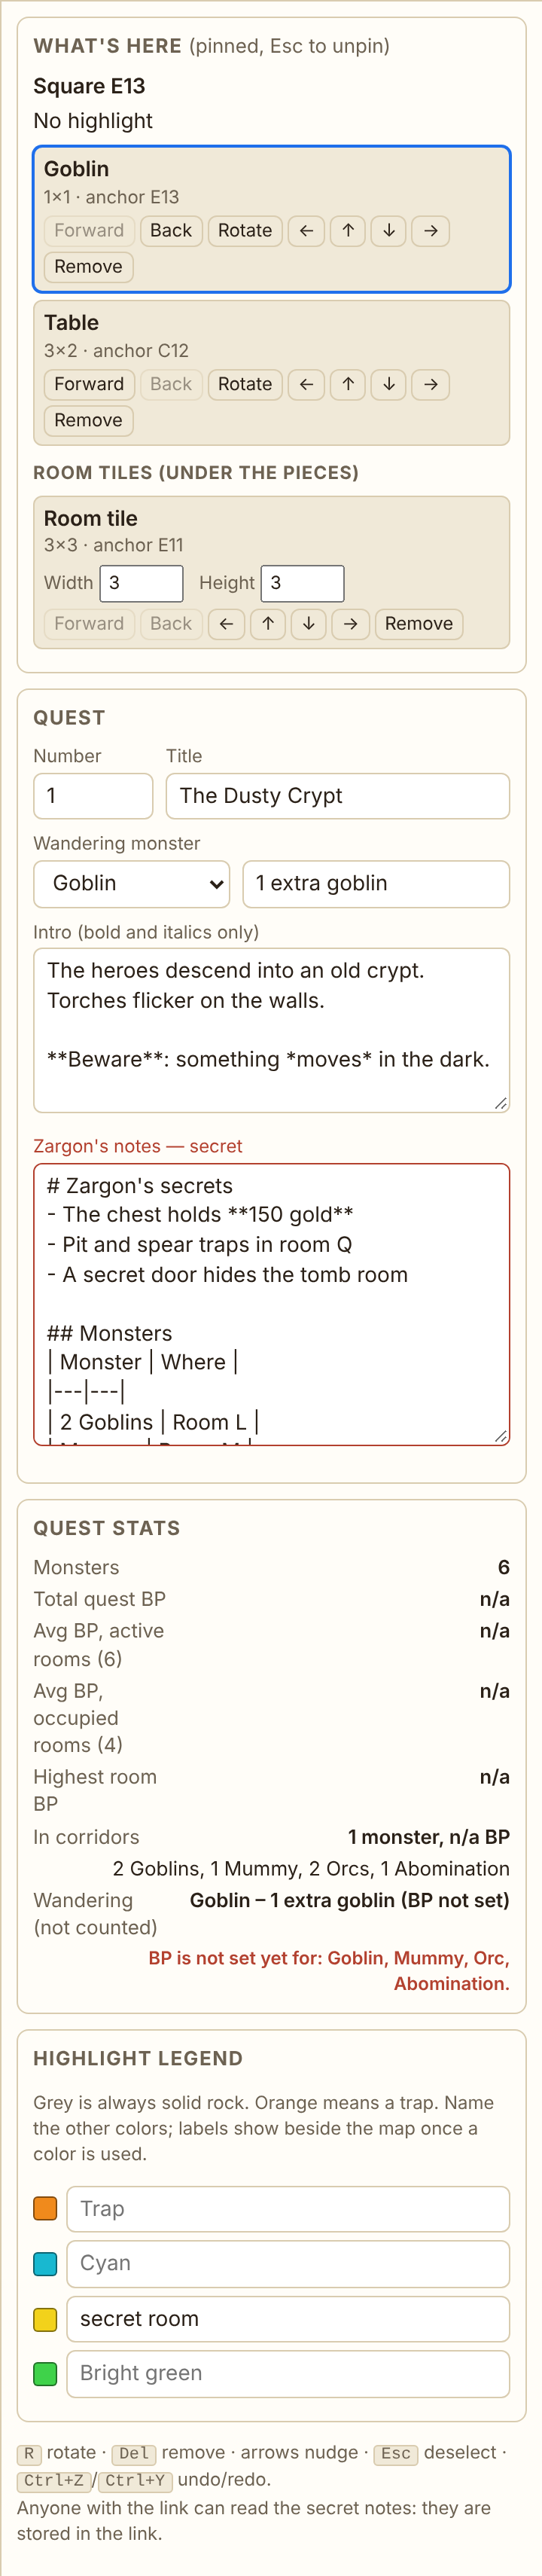 WHAT'S HERE (pinned, Esc to unpin)
Square E13
No highlight
Goblin
1×1 · anchor E13
Forward Back Rotate ← ↑ ↓ →
Remove
Table
3×2 · anchor C12
Forward Back Rotate ← ↑ ↓ →
Remove
ROOM TILES (UNDER THE PIECES)
Room tile
3×3 · anchor E11
Width 3 Height 3
Forward Back ← ↑ ↓ → Remove
QUEST
Number Title
1 The Dusty Crypt
Wandering monster
Goblin 1 extra goblin
Intro (bold and italics only)
The heroes descend into an old crypt.
Torches flicker on the walls.
**Beware**: something *moves* in the dark.
Zargon's notes — secret
# Zargon's secrets
- The chest holds **150 gold**
- Pit and spear traps in room Q
- A secret door hides the tomb room
## Monsters
| Monster | Where |
|---|---|
| 2 Goblins | Room L |
QUEST STATS
Monsters 6
Total quest BP n/a
Avg BP, active n/a
rooms (6)
Avg BP, n/a
occupied
rooms (4)
Highest room n/a
BP
In corridors 1 monster, n/a BP
2 Goblins, 1 Mummy, 2 Orcs, 1 Abomination
Wandering Goblin – 1 extra goblin (BP not set)
(not counted)
BP is not set yet for: Goblin, Mummy, Orc,
Abomination.
HIGHLIGHT LEGEND
Grey is always solid rock. Orange means a trap. Name
the other colors; labels show beside the map once a
color is used.
Trap
Cyan
secret room
Bright green
R rotate · Del remove · arrows nudge · Esc deselect ·
Ctrl+Z/Ctrl+Y undo/redo.
Anyone with the link can read the secret notes: they are
stored in the link.